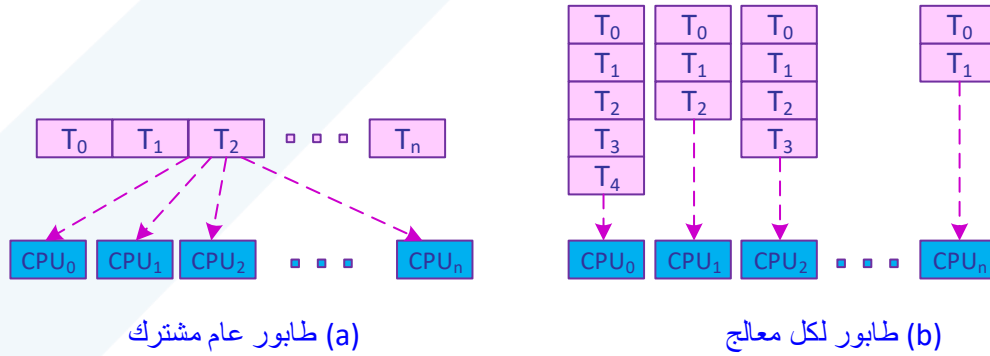 T0 T1 T2 Tn
CPU0 CPU1 CPU2 CPUn
(a) طابور عام مشترك
T0 T0 T0 T0
T1 T1 T1 T1
T2 T2 T2
T3 T3
T4
CPU0 CPU1 CPU2 CPUn
(b) طابور لكل معالج